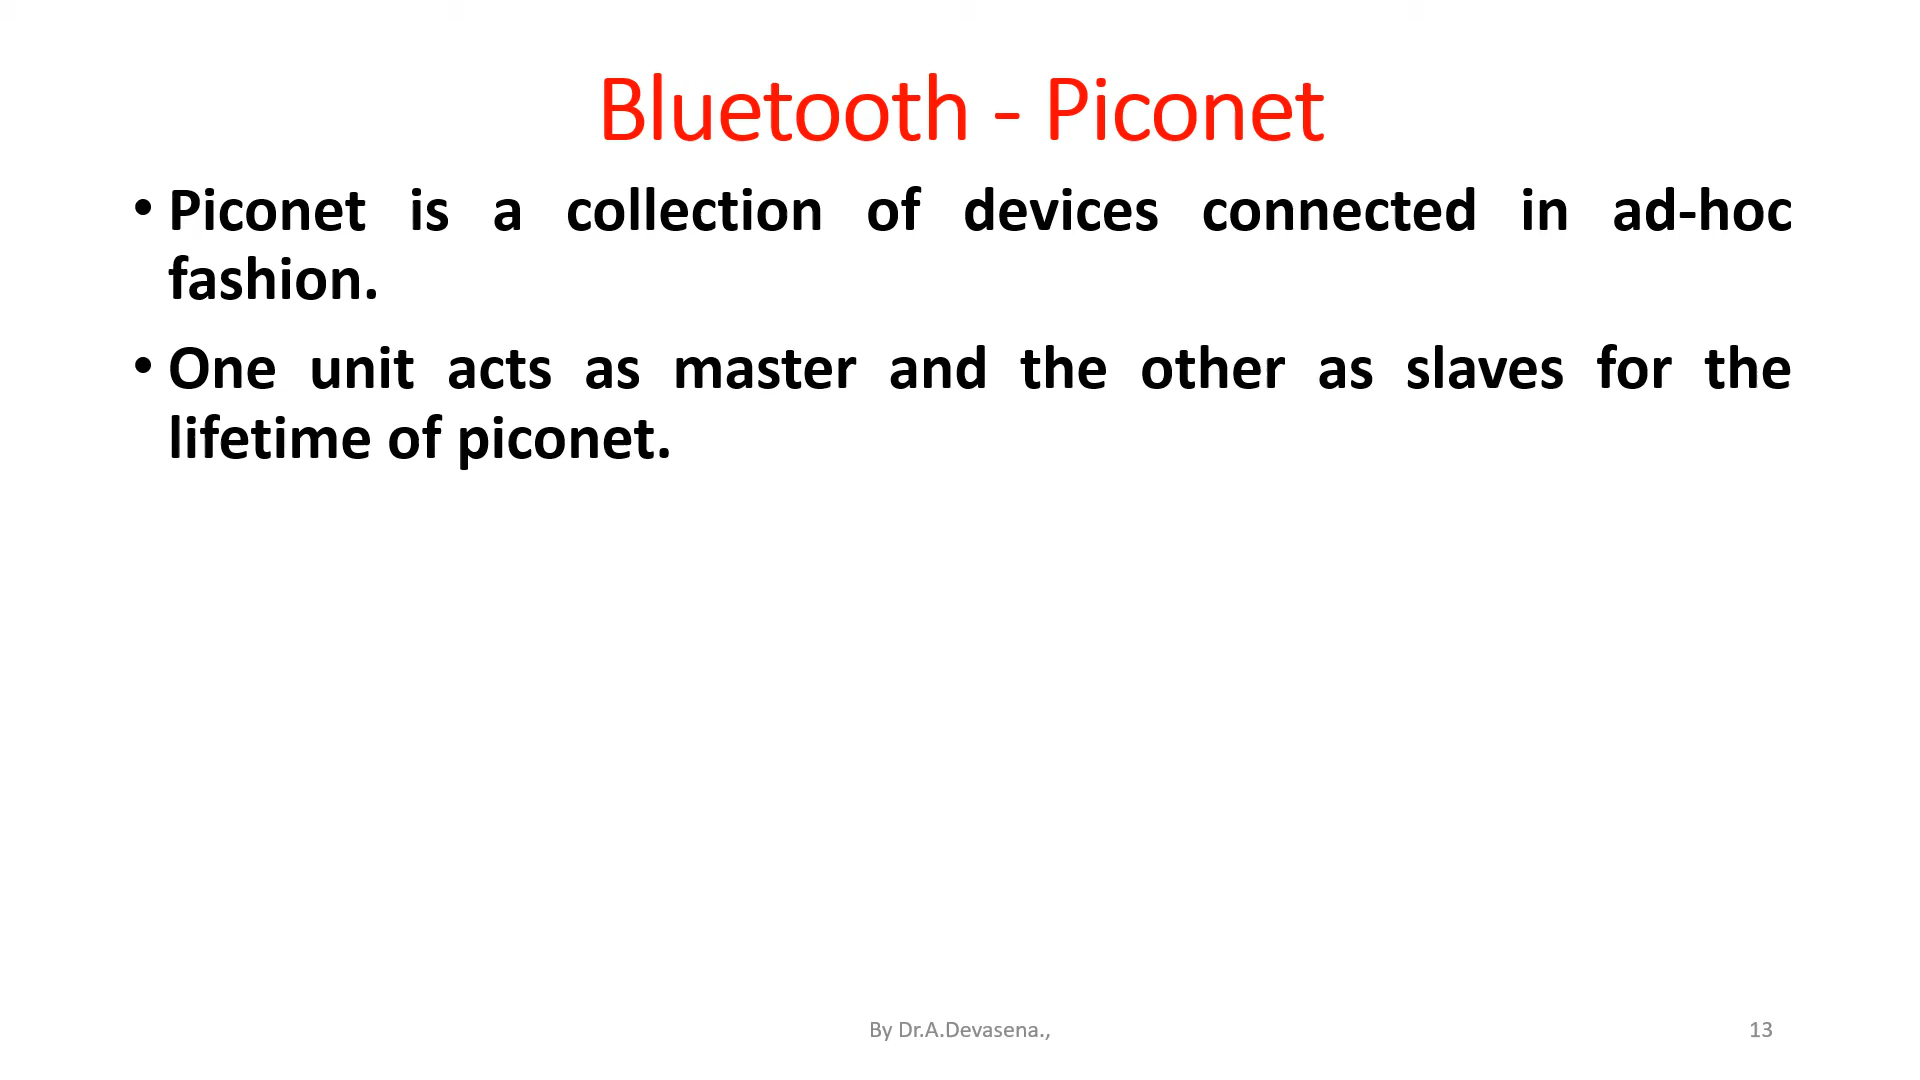 Bluetooth - Piconet
• Piconet is a collection of devices connected in ad-hoc
fashion.
• One unit acts as master and the other as slaves for the
lifetime of piconet.
By Dr.A.Devasena.,
13